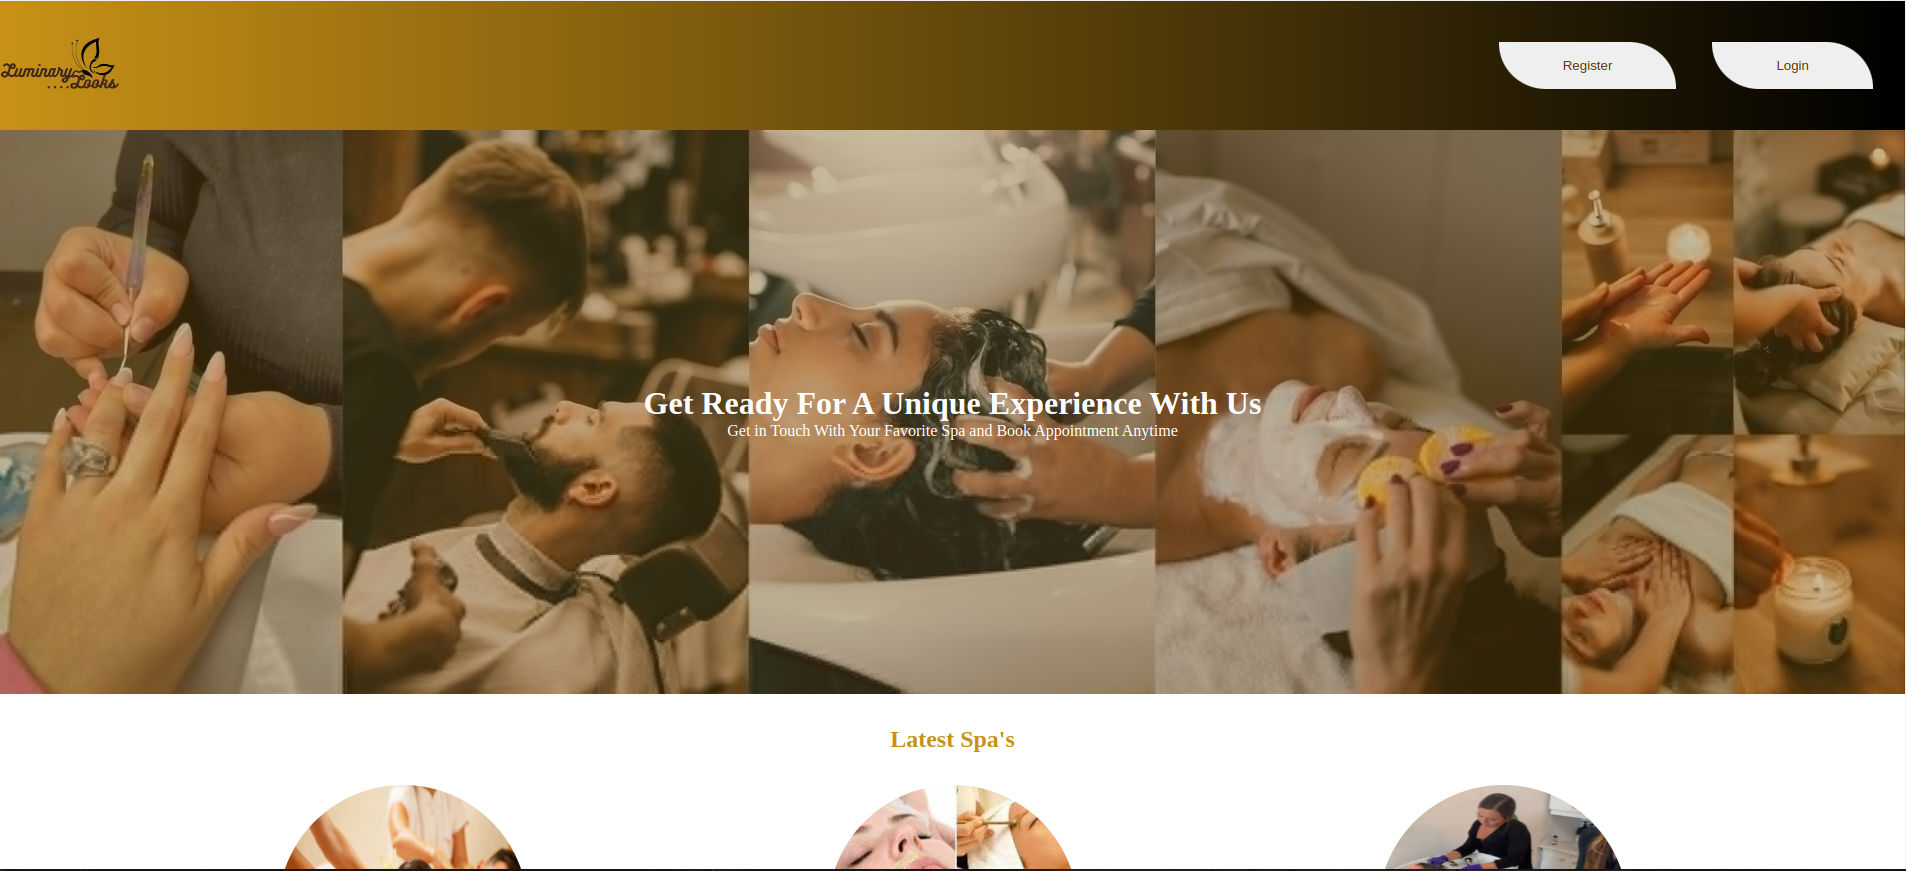 Luminary
Looks
Register
Login
Get Ready For A Unique Experience With Us
Get in Touch With Your Favorite Spa and Book Appointment Anytime
Latest Spa's